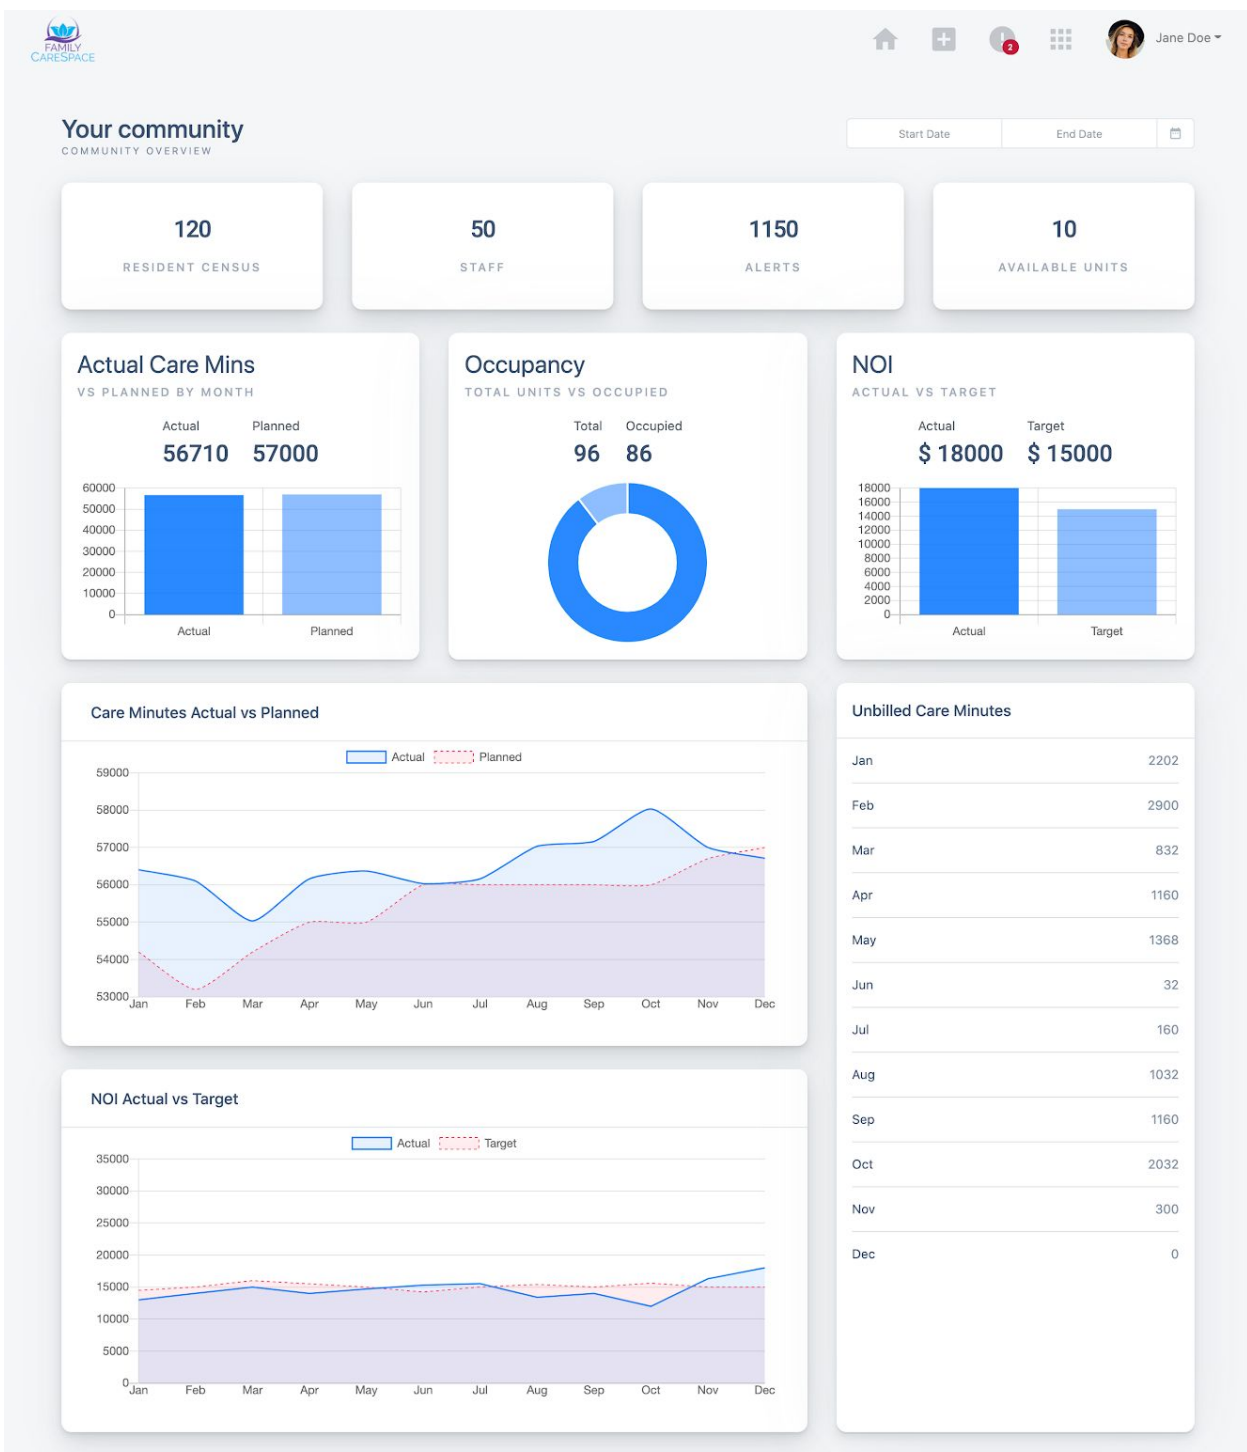 FAMILY
CARESPACE
2
Jane Doe
Your community
COMMUNITY OVERVIEW
Start Date
End Date
120
RESIDENT CENSUS
50
STAFF
1150
ALERTS
10
AVAILABLE UNITS
Actual Care Mins
VS PLANNED BY MONTH
Actual Planned
56710 57000
60000
50000
40000
30000
20000
10000
0
Actual Planned
Occupancy
TOTAL UNITS VS OCCUPIED
Total Occupied
96 86
NOI
ACTUAL VS TARGET
Actual Target
$ 18000 $ 15000
18000
16000
14000
12000
10000
8000
6000
4000
2000
0
Actual Target
Care Minutes Actual vs Planned
Actual Planned
59000
58000
57000
56000
55000
54000
53000
Jan Feb Mar Apr May Jun Jul Aug Sep Oct Nov Dec
Unbilled Care Minutes
Jan 2202
Feb 2900
Mar 832
Apr 1160
May 1368
Jun 32
Jul 160
Aug 1032
Sep 1160
Oct 2032
Nov 300
Dec 0
NOI Actual vs Target
Actual Target
35000
30000
25000
20000
15000
10000
5000
0
Jan Feb Mar Apr May Jun Jul Aug Sep Oct Nov Dec